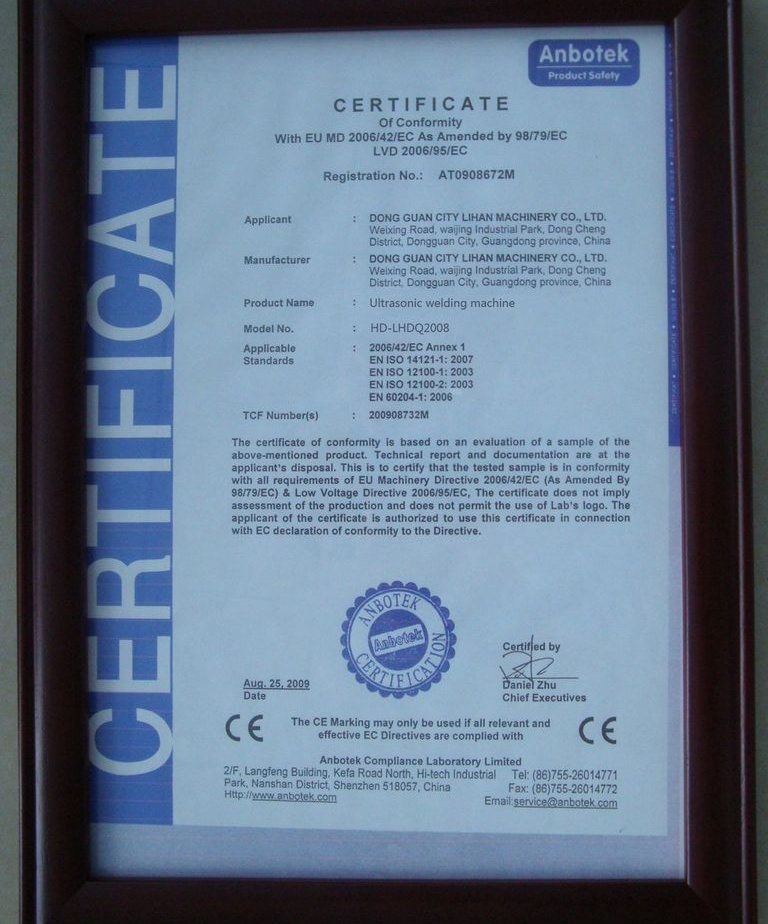 CERTIFICATE
Anbotek
Product Safety
CERTIFICATE
Of Conformity
With EU MD 2006/42/EC As Amended by 98/79/EC
LVD 2006/95/EC
Registration No.: AT0908672M
Applicant : DONG GUAN CITY LIHAN MACHINERY CO., LTD.
Weixing Road, waijing Industrial Park, Dong Cheng
District, Dongguan City, Guangdong province, China
Manufacturer : DONG GUAN CITY LIHAN MACHINERY CO., LTD.
Weixing Road, waijing Industrial Park, Dong Cheng
District, Dongguan City, Guangdong province, China
Product Name : Ultrasonic welding machine
Model No. : HD-LHDQ2008
Applicable : 2006/42/EC Annex 1
Standards EN ISO 14121-1: 2007
EN ISO 12100-1: 2003
EN ISO 12100-2: 2003
EN 60204-1: 2006
TCF Number(s) : 200908732M
The certificate of conformity is based on an evaluation of a sample of the
above-mentioned product. Technical report and documentation are at the
applicant's disposal. This is to certify that the tested sample is in conformity
with all requirements of EU Machinery Directive 2006/42/EC (As Amended By
98/79/EC) & Low Voltage Directive 2006/95/EC, The certificate does not imply
assessment of the production and does not permit the use of Lab's logo. The
applicant of the certificate is authorized to use this certificate in connection
with EC declaration of conformity to the Directive.
ANBOTEK
Anbotek
CERTIFICATION
Certified by
Aug. 25, 2009
Date
Daniel Zhu
Chief Executives
CE
The CE Marking may only be used if all relevant and
effective EC Directives are complied with
CE
Anbotek Compliance Laboratory Limited
2/F, Langfeng Building, Kefa Road North, Hi-tech Industrial Tel: (86)755-26014771
Park, Nanshan District, Shenzhen 518057, China Fax: (86)755-26014772
Http://www.anbotek.com Email:service@anbotek.com